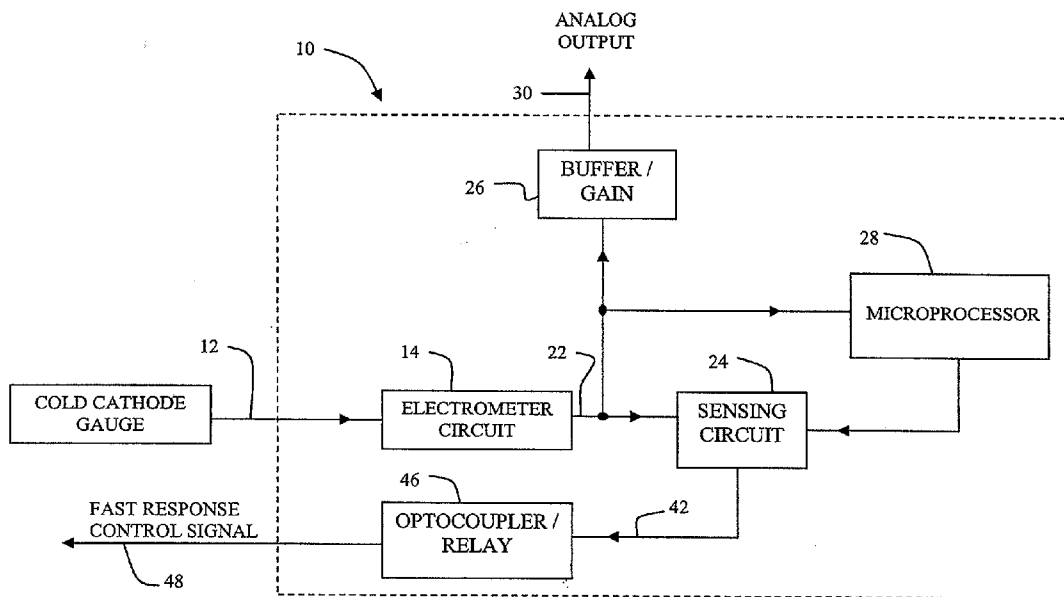 ANALOG
OUTPUT
10
30
BUFFER /
GAIN
26
28
MICROPROCESSOR
12
14
22
24
COLD CATHODE
GAUGE
ELECTROMETER
CIRCUIT
SENSING
CIRCUIT
46
42
FAST RESPONSE
CONTROL SIGNAL
OPTOCOUPLER /
RELAY
48